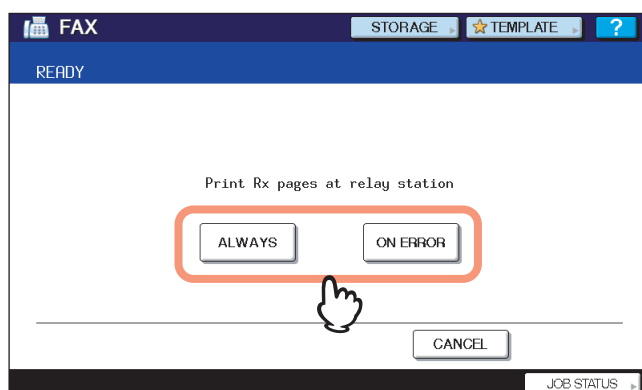 FAX
STORAGE
TEMPLATE
?
READY
Print Rx pages at relay station
ALWAYS
ON ERROR
CANCEL
JOB STATUS